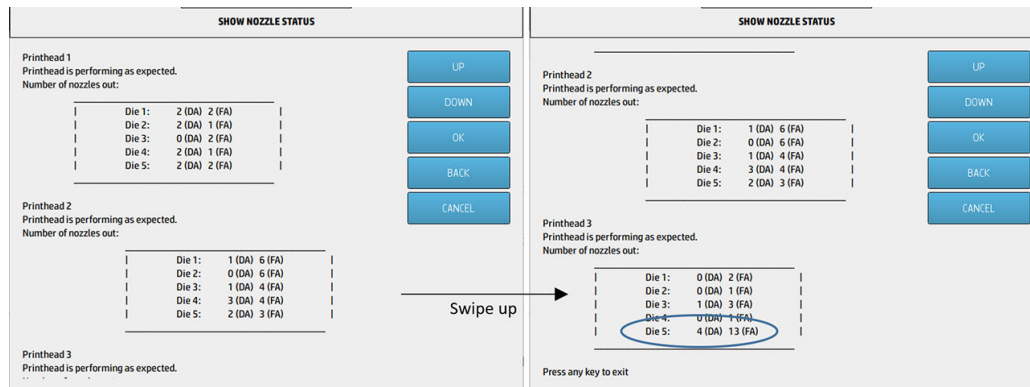 SHOW NOZZLE STATUS
Printhead 1
Printhead is performing as expected.
Number of nozzles out:
| Die 1: 2 (DA) 2 (FA) |
| Die 2: 2 (DA) 1 (FA) |
| Die 3: 0 (DA) 2 (FA) |
| Die 4: 2 (DA) 1 (FA) |
| Die 5: 2 (DA) 2 (FA) |
Printhead 2
Printhead is performing as expected.
Number of nozzles out:
| Die 1: 1 (DA) 6 (FA) |
| Die 2: 0 (DA) 6 (FA) |
| Die 3: 1 (DA) 4 (FA) |
| Die 4: 3 (DA) 4 (FA) |
| Die 5: 2 (DA) 3 (FA) |
Printhead 3
Printhead is performing as expected.
UP
DOWN
OK
BACK
CANCEL
Swipe up
SHOW NOZZLE STATUS
Printhead 2
Printhead is performing as expected.
Number of nozzles out:
| Die 1: 1 (DA) 6 (FA) |
| Die 2: 0 (DA) 6 (FA) |
| Die 3: 1 (DA) 4 (FA) |
| Die 4: 3 (DA) 4 (FA) |
| Die 5: 2 (DA) 3 (FA) |
Printhead 3
Printhead is performing as expected.
Number of nozzles out:
| Die 1: 0 (DA) 2 (FA) |
| Die 2: 0 (DA) 1 (FA) |
| Die 3: 1 (DA) 3 (FA) |
| Die 4: 0 (DA) 1 (FA) |
| Die 5: 4 (DA) 13 (FA) |
Press any key to exit
UP
DOWN
OK
BACK
CANCEL